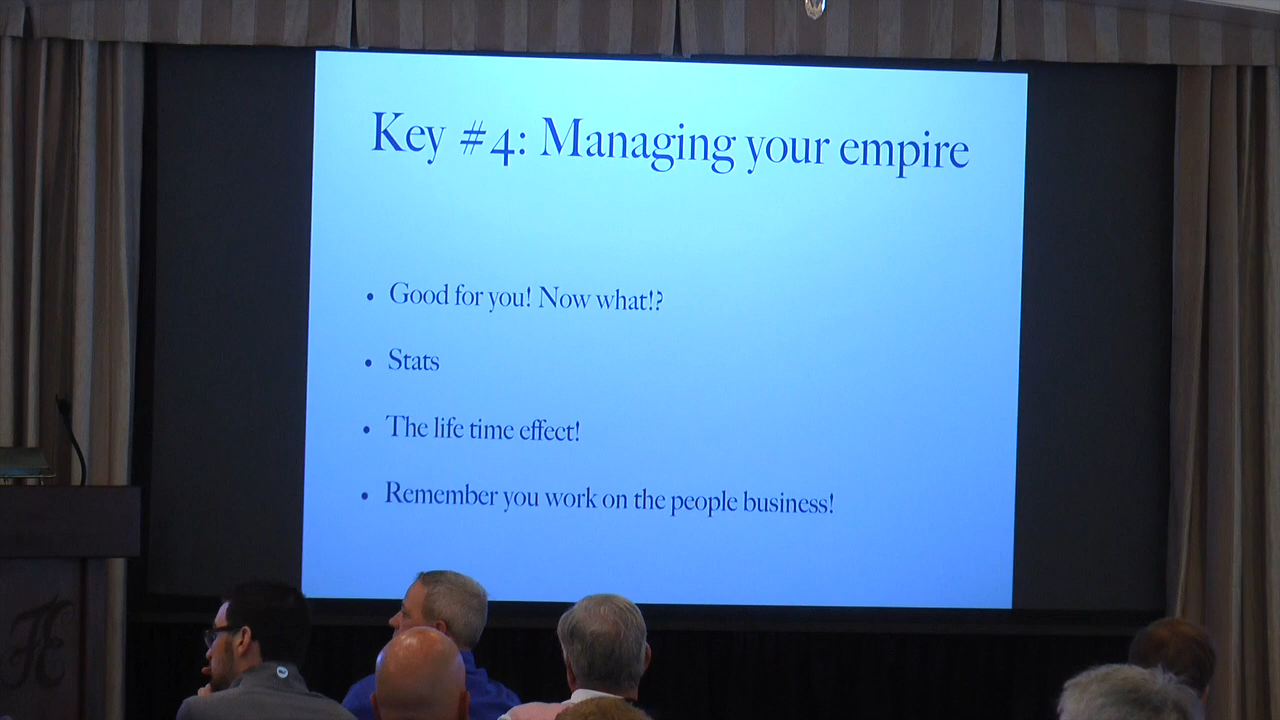 Key #4: Managing your empire
• Good for you! Now what!?
• Stats
• The life time effect!
• Remember you work on the people business!